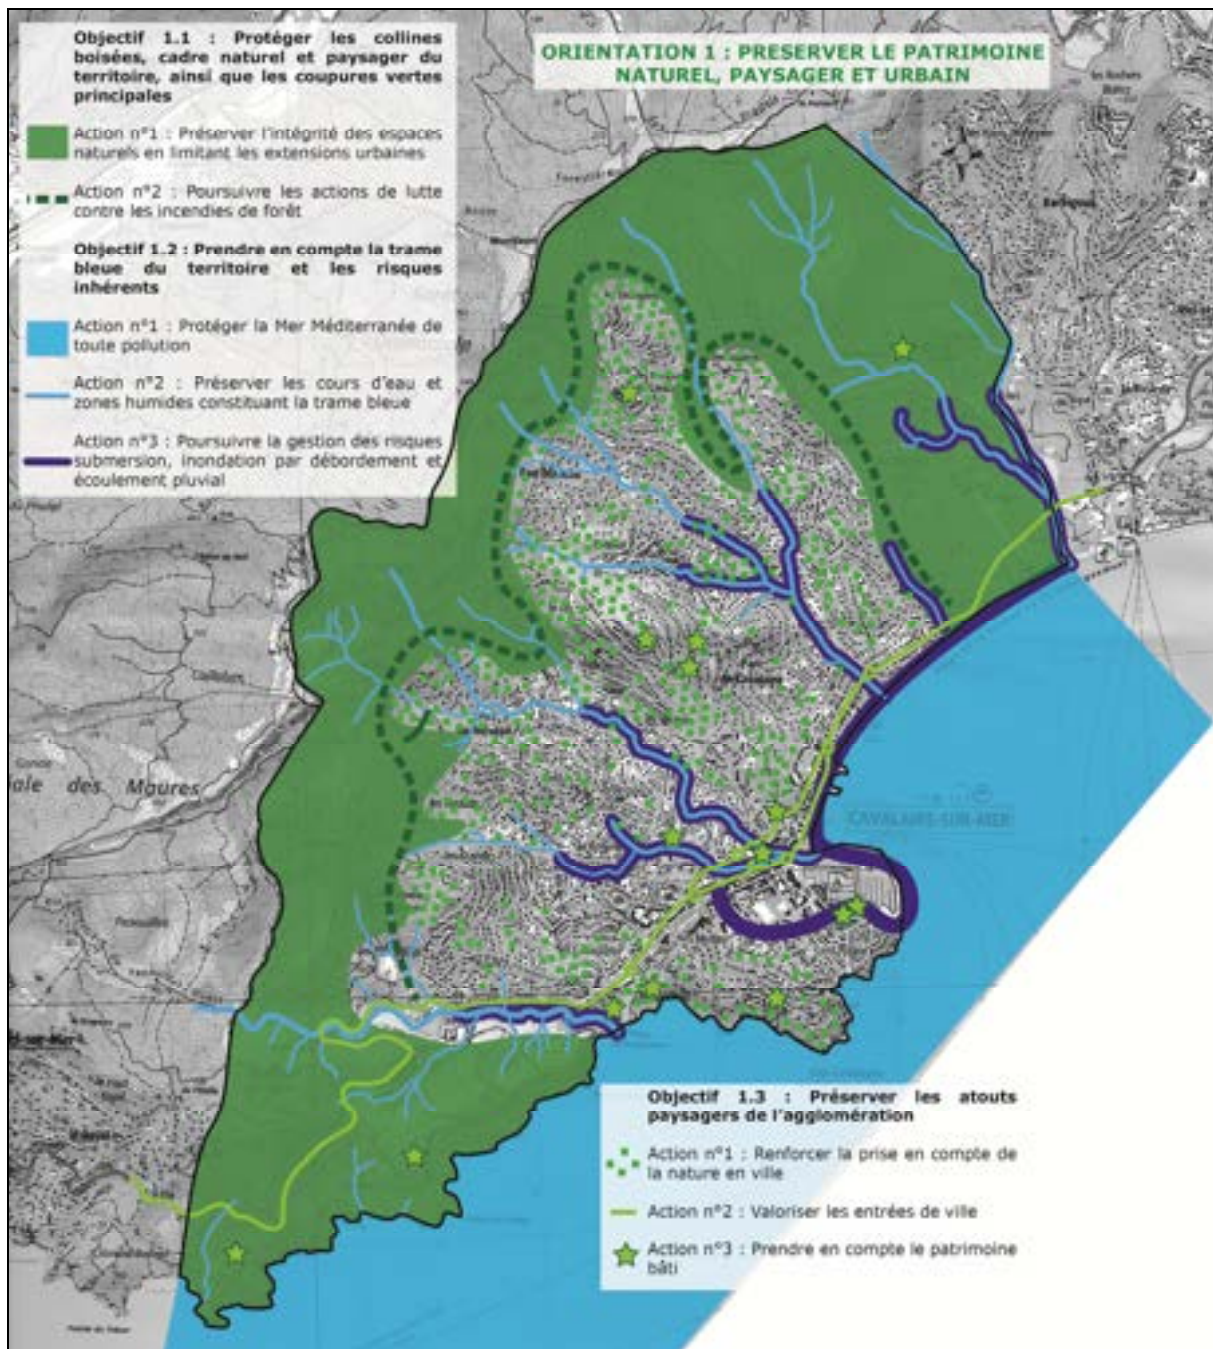 Objectif 1.1 : Protéger les collines
boisées, cadre naturel et paysager du
territoire, ainsi que les coupures vertes
principales
Action n°1 : Préserver l'intégrité des espaces
naturels en limitant les extensions urbaines
Action n°2 : Poursuivre les actions de lutte
contre les incendies de forêt
Objectif 1.2 : Prendre en compte la trame
bleue du territoire et les risques
inhérents
Action n°1 : Protéger la Mer Méditerranée de
toute pollution
Action n°2 : Préserver les cours d'eau et
zones humides constituant la trame bleue
Action n°3 : Poursuivre la gestion des risques
submersion, inondation par débordement et
écoulement pluvial
ORIENTATION 1 : PRESERVER LE PATRIMOINE
NATUREL, PAYSAGER ET URBAIN
des Maures
CAVALAIRE-SUR-MER
Objectif 1.3 : Préserver les atouts
paysagers de l'agglomération
Action n°1 : Renforcer la prise en compte de
la nature en ville
Action n°2 : Valoriser les entrées de ville
Action n°3 : Prendre en compte le patrimoine
bâti